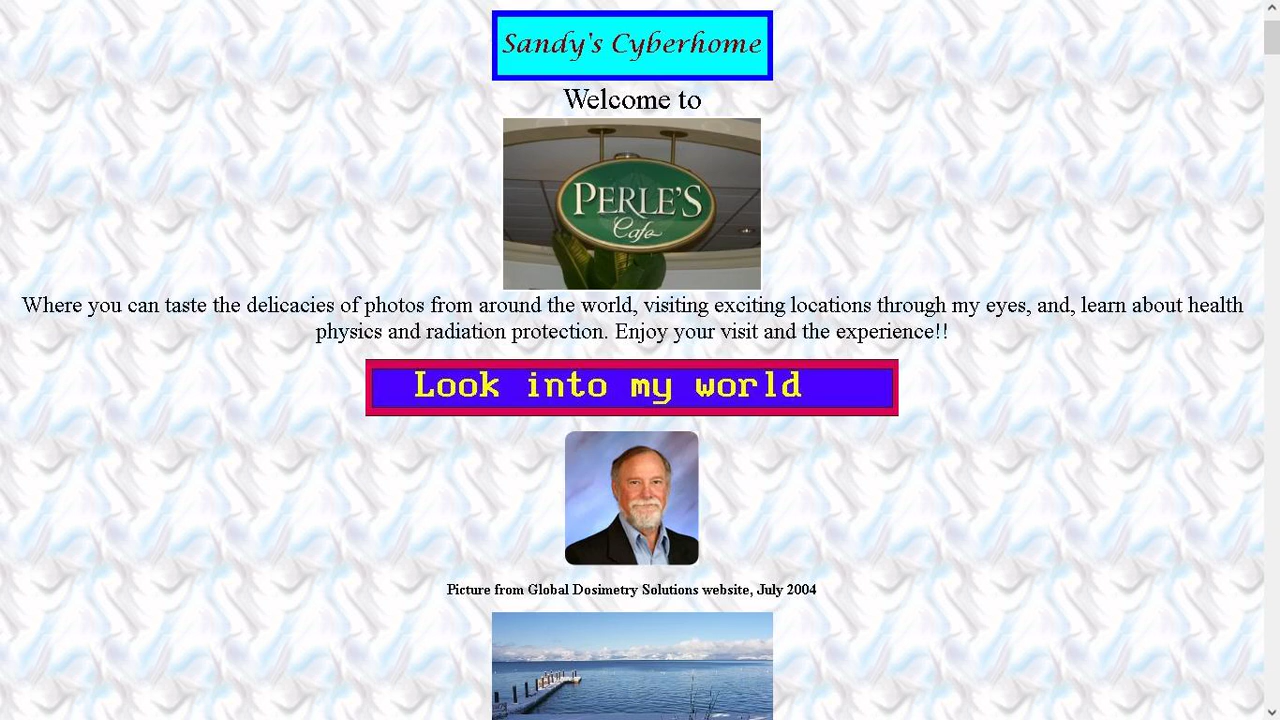 Sandy's Cyberhome
Welcome to
PERLE'S
Cafe
Where you can taste the delicacies of photos from around the world, visiting exciting locations through my eyes, and, learn about health
physics and radiation protection. Enjoy your visit and the experience!!
Look into my world
Picture from Global Dosimetry Solutions website, July 2004